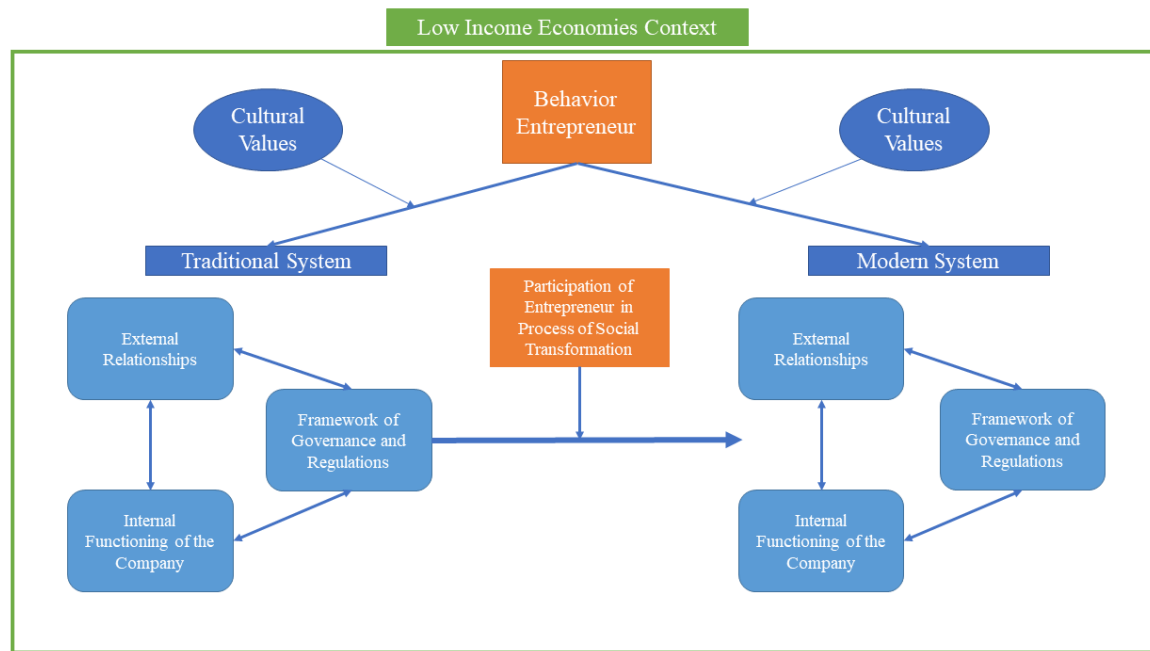 Low Income Economies Context
Behavior
Entrepreneur
Cultural
Values
Cultural
Values
Traditional System
Modern System
Participation of
Entrepreneur in
Process of Social
Transformation
External
Relationships
External
Relationships
Framework of
Governance and
Regulations
Framework of
Governance and
Regulations
Internal
Functioning of the
Company
Internal
Functioning of the
Company